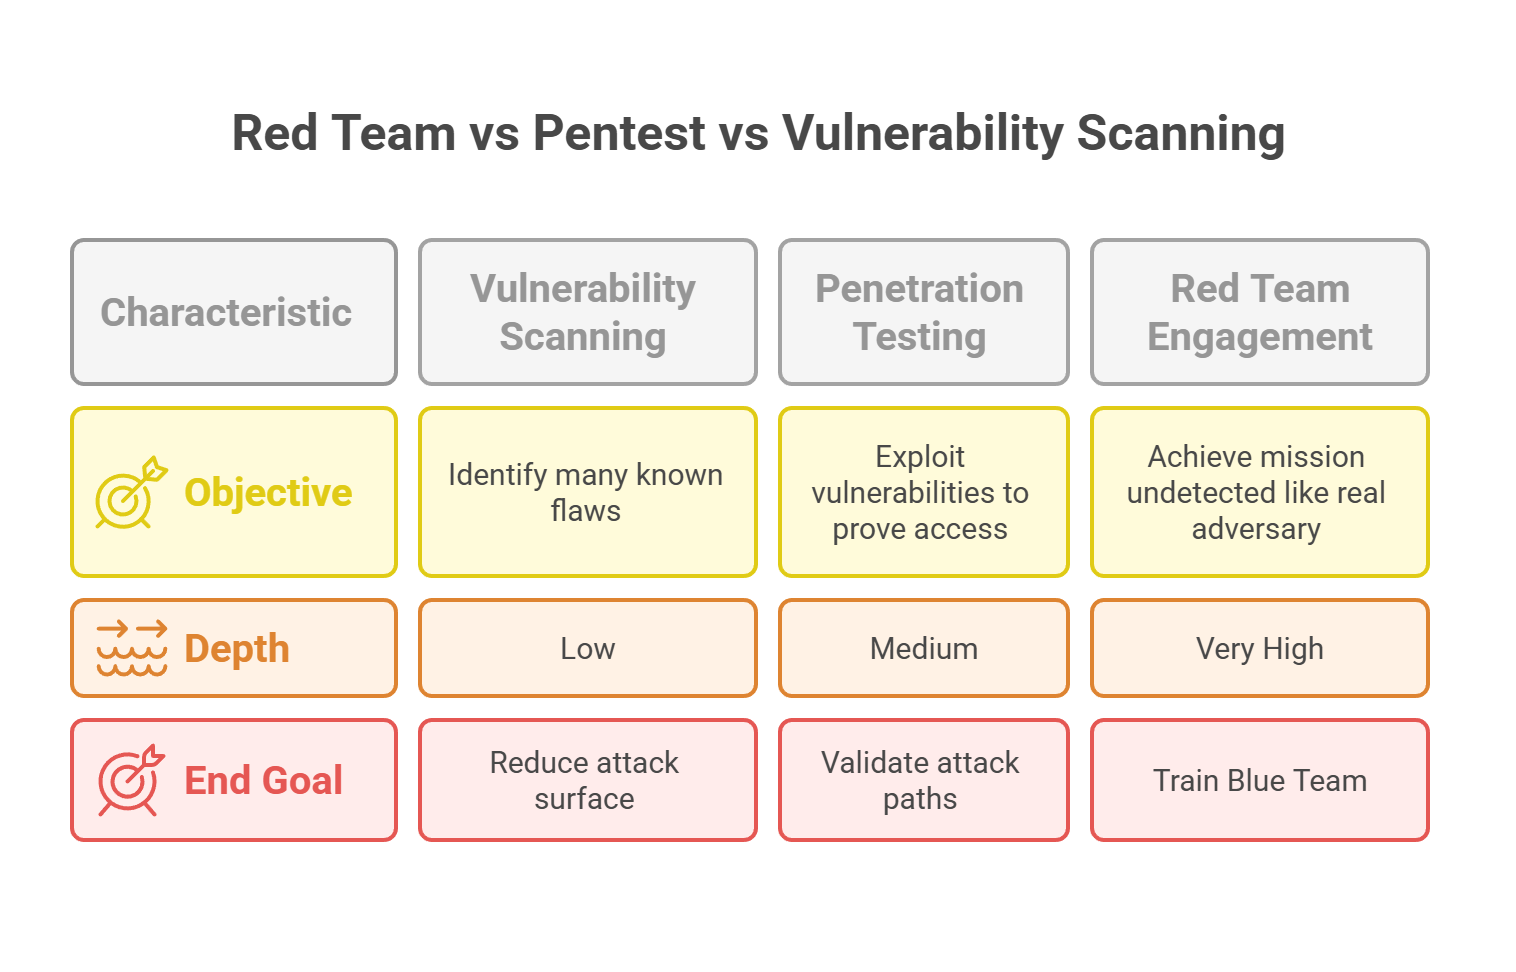 Red Team vs Pentest vs Vulnerability Scanning
Characteristic
Vulnerability
Scanning
Penetration
Testing
Red Team
Engagement
Objective
Identify many known
flaws
Exploit
vulnerabilities to
prove access
Achieve mission
undetected like real
adversary
Depth
Low
Medium
Very High
End Goal
Reduce attack
surface
Validate attack
paths
Train Blue Team